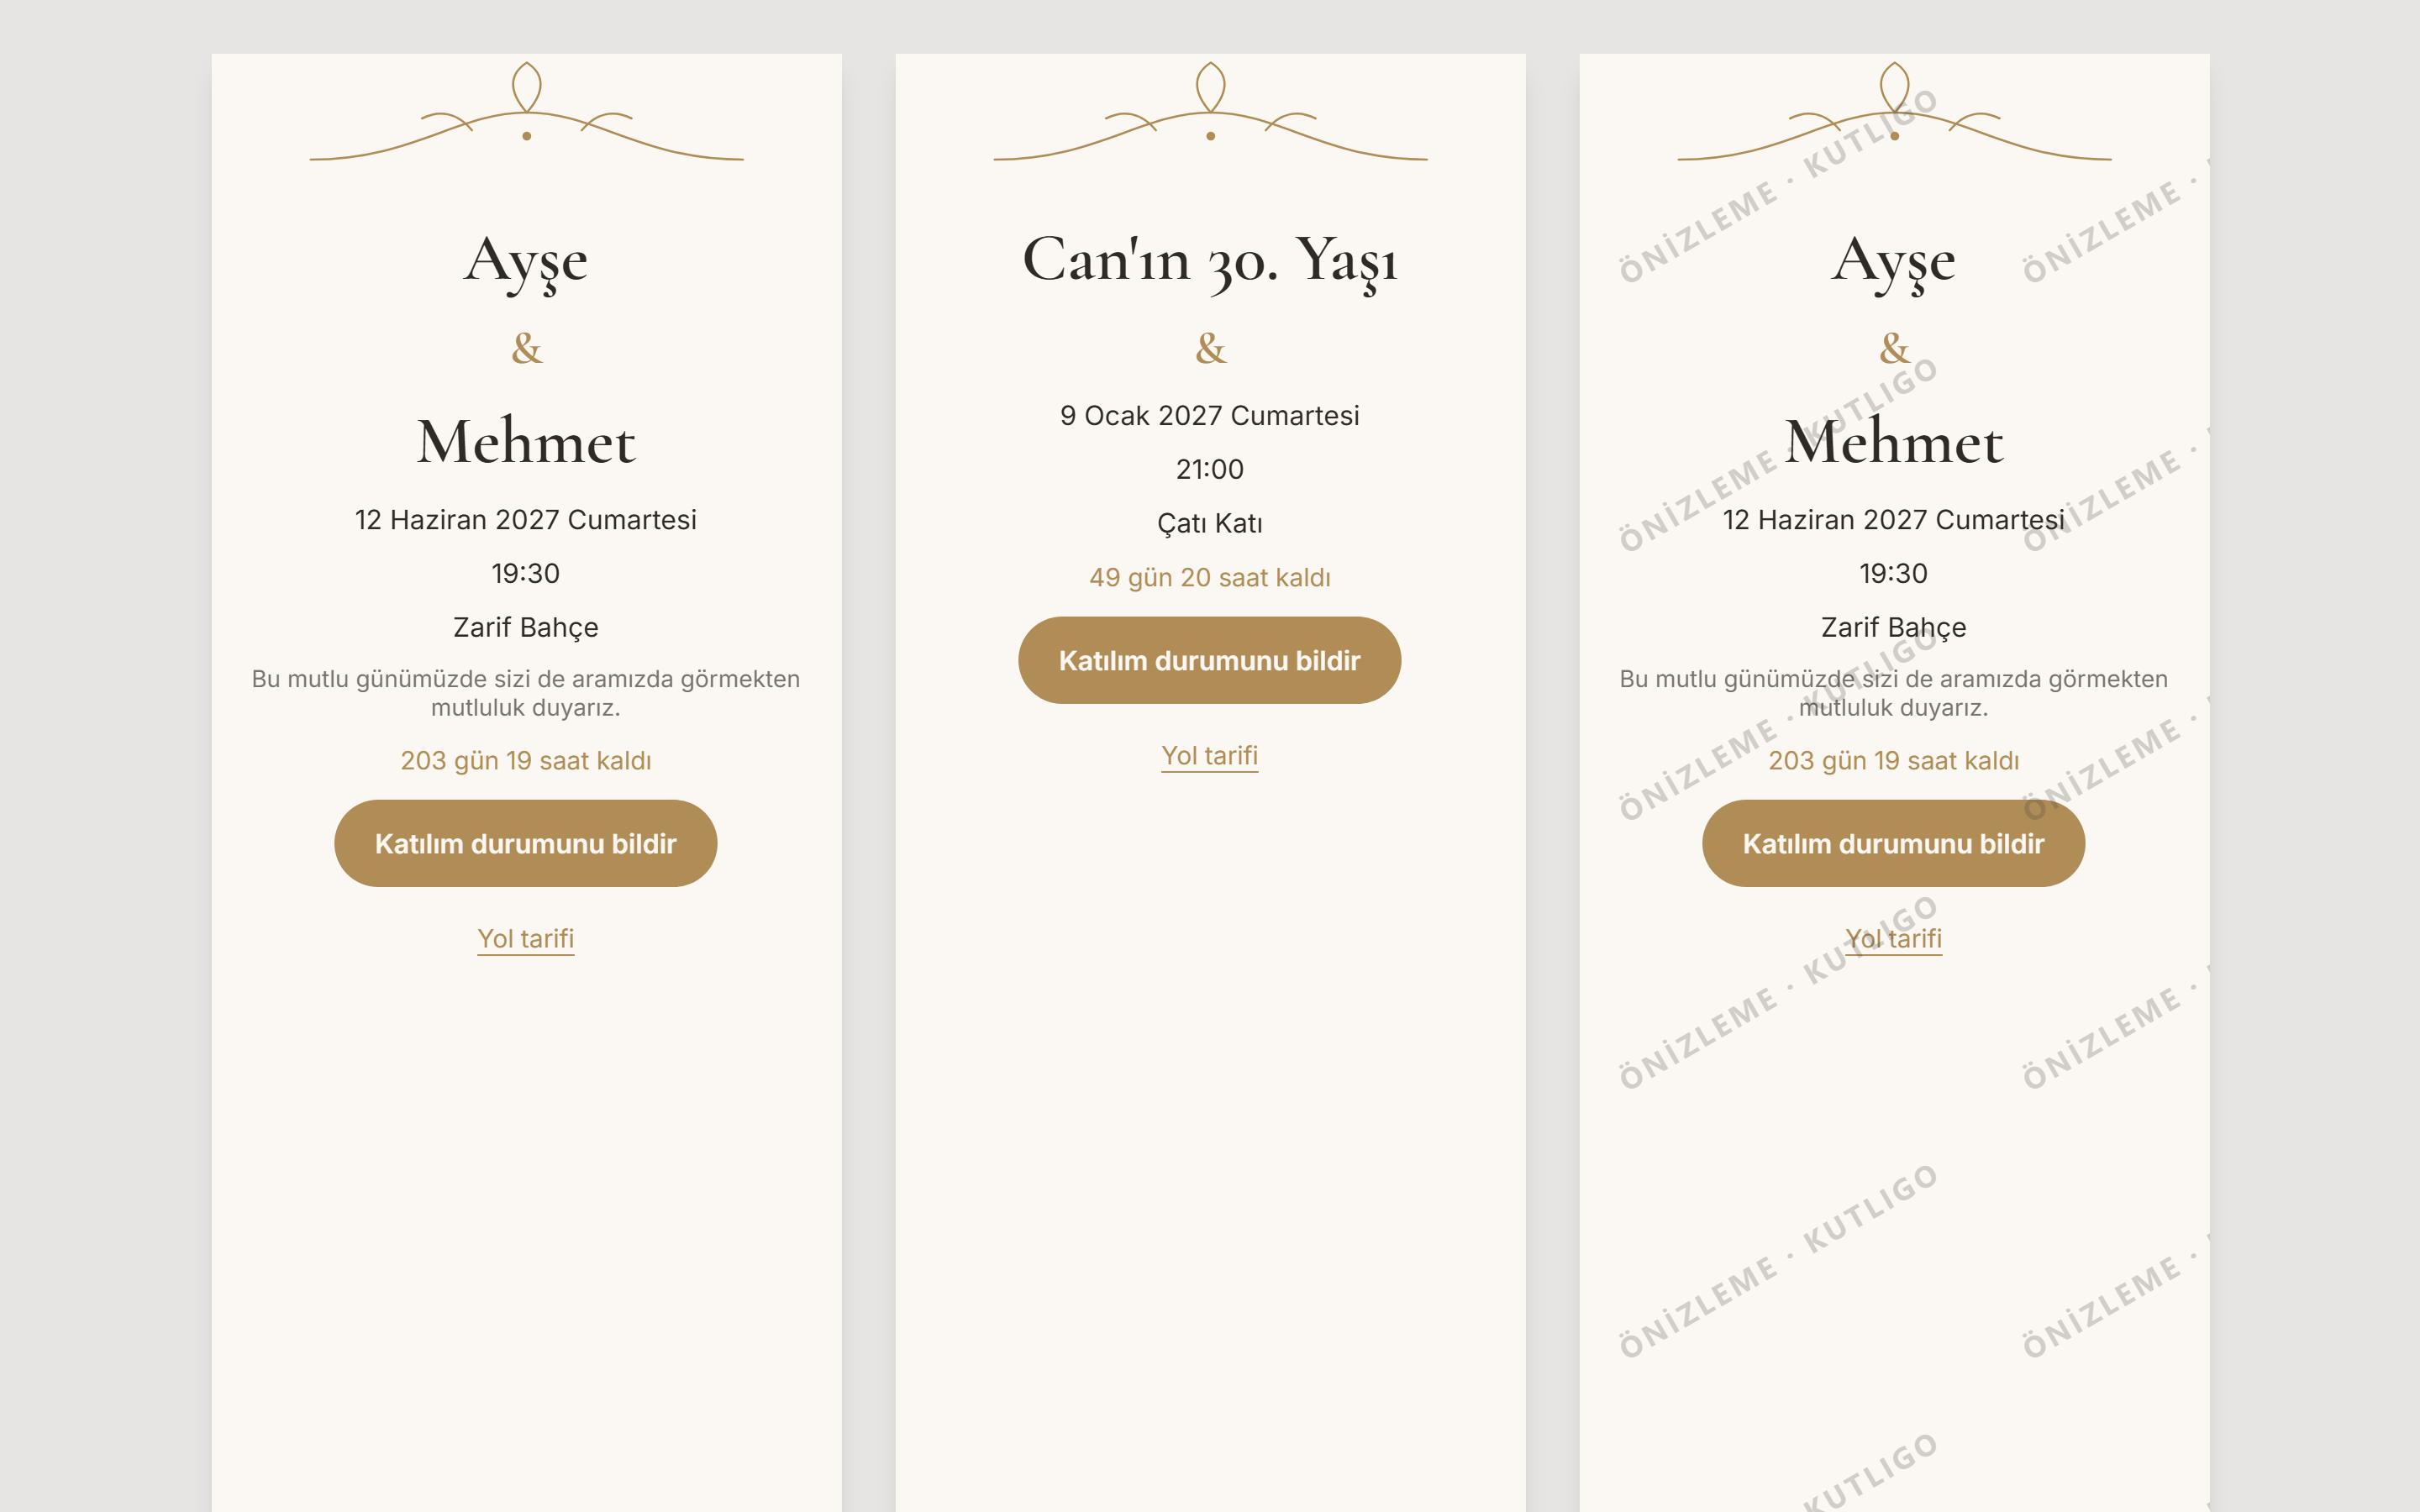 Ayşe
&
Mehmet
12 Haziran 2027 Cumartesi
19:30
Zarif Bahçe
Bu mutlu günümüzde sizi de aramızda görmekten
mutluluk duyarız.
203 gün 19 saat kaldı
Katılım durumunu bildir
Yol tarifi
Can'ın 30. Yaşı
&
9 Ocak 2027 Cumartesi
21:00
Çatı Katı
49 gün 20 saat kaldı
Katılım durumunu bildir
Yol tarifi
ÖNİZLEME · KUTLIGO
ÖNİZLEME ·
Ayşe
&
Mehmet
ÖNİZLEME · KUTLIGO
ÖNİZLEME ·
12 Haziran 2027 Cumartesi
19:30
Zarif Bahçe
Bu mutlu günümüzde sizi de aramızda görmekten
mutluluk duyarız.
ÖNİZLEME · KUTLIGO
ÖNİZLEME ·
203 gün 19 saat kaldı
Katılım durumunu bildir
Yol tarifi
ÖNİZLEME · KUTLIGO
ÖNİZLEME ·
ÖNİZLEME · KUTLIGO
ÖNİZLEME ·
KUTLIGO